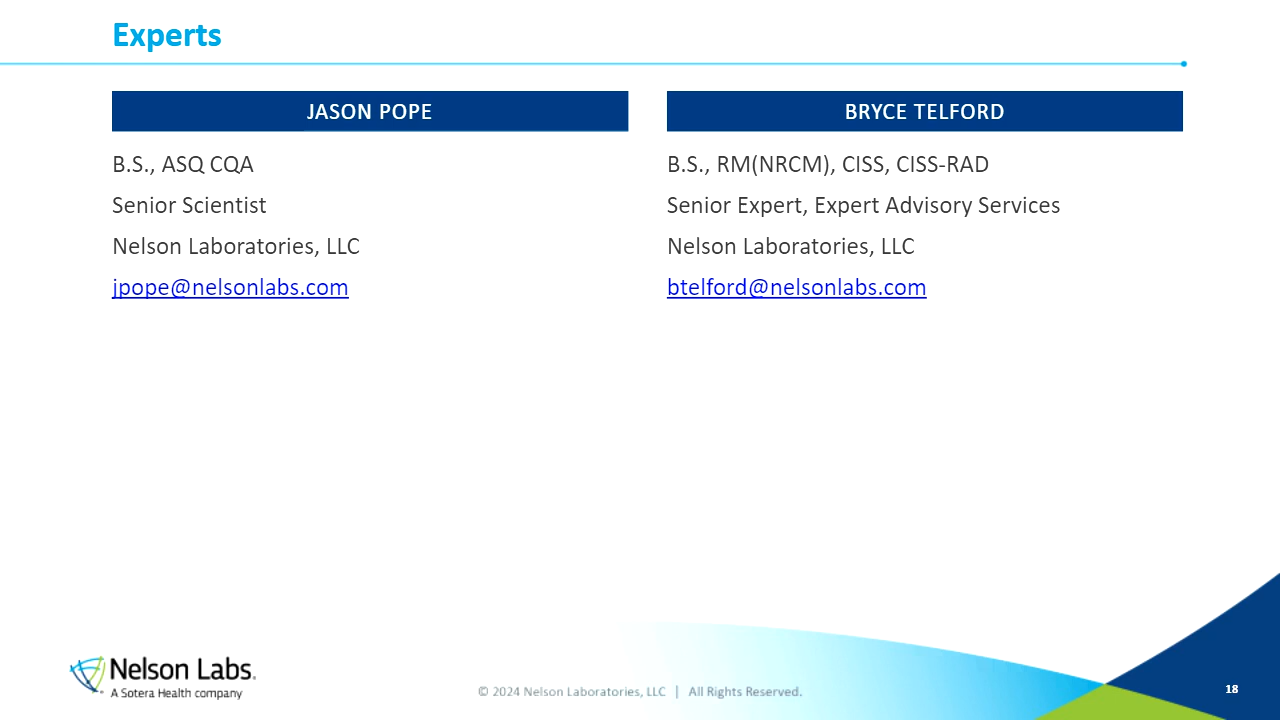 Experts
JASON POPE
B.S., ASQ CQA
Senior Scientist
Nelson Laboratories, LLC
jpope@nelsonlabs.com
BRYCE TELFORD
B.S., RM(NRCM), CISS, CISS-RAD
Senior Expert, Expert Advisory Services
Nelson Laboratories, LLC
btelford@nelsonlabs.com
Nelson Labs.
A Sotera Health company
© 2024 Nelson Laboratories, LLC | All Rights Reserved.
18